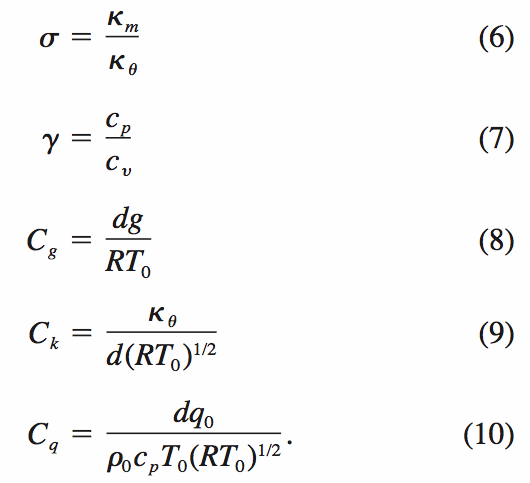 σ = κ_m / κ_θ (6)
γ = c_p / c_v (7)
C_g = dg / RT_0 (8)
C_k = κ_θ / d(RT_0)^{1/2} (9)
C_q = dq_0 / ρ_0 c_p T_0 (RT_0)^{1/2} . (10)